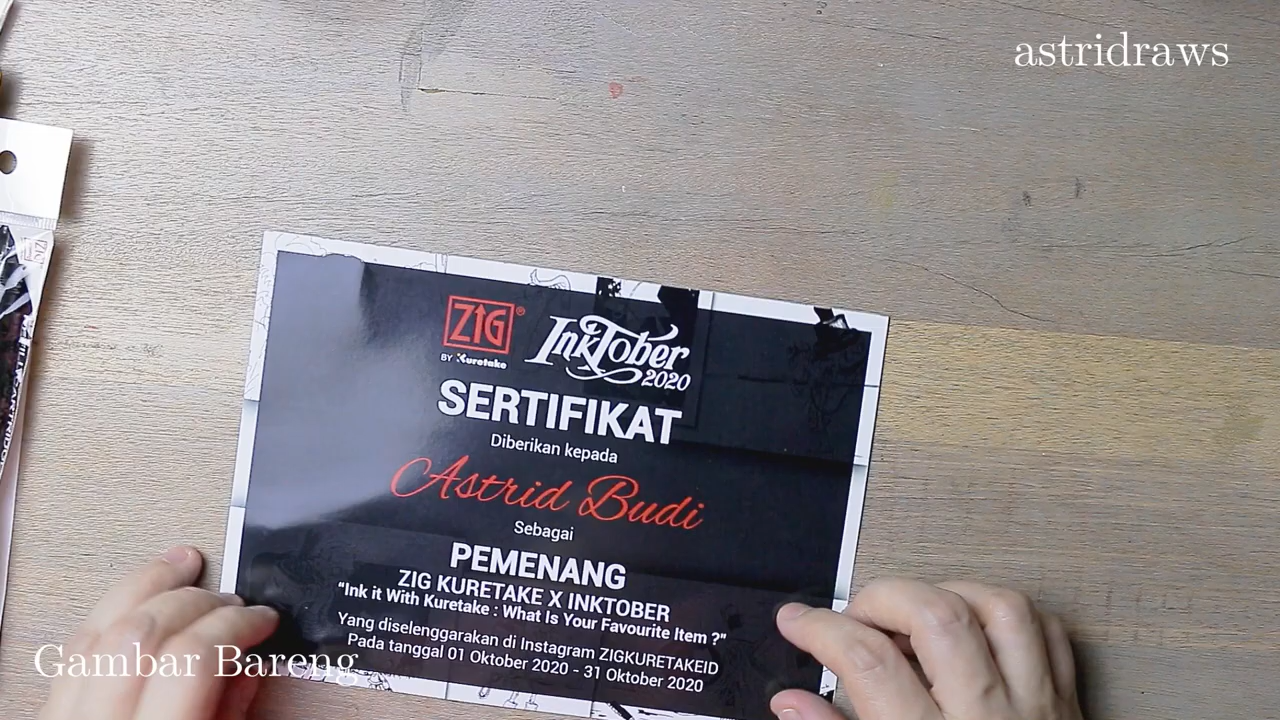 astridraws
ZIG®
BY Kuretake
InkTober
2020
SERTIFIKAT
Diberikan kepada
Astrid Budi
Sebagai
PEMENANG
ZIG KURETAKE X INKTOBER
"Ink it With Kuretake : What Is Your Favourite Item ?"
Yang diselenggarakan di Instagram ZIGKURETAKEID
Pada tanggal 01 Oktober 2020 - 31 Oktober 2020
Gambar Bareng